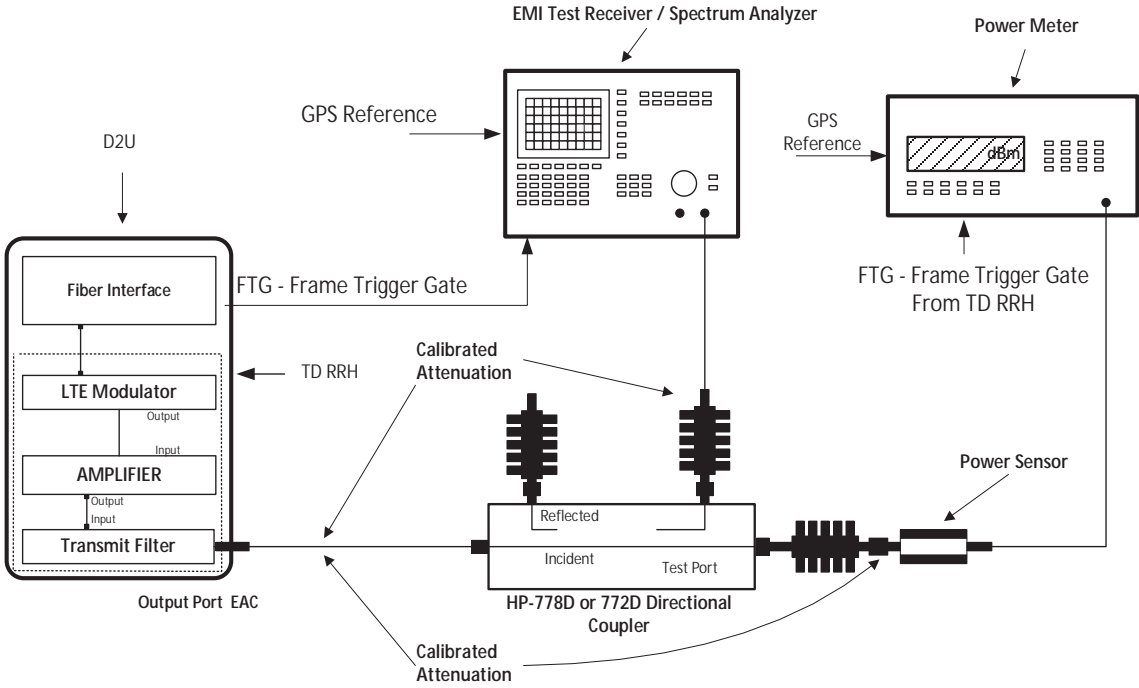 EMI Test Receiver / Spectrum Analyzer
Power Meter
GPS Reference
GPS
Reference
dBm
D2U
Fiber Interface
FTG - Frame Trigger Gate
FTG - Frame Trigger Gate
From TD RRH
Calibrated
Attenuation
TD RRH
LTE Modulator
Output
Input
AMPLIFIER
Output
Input
Transmit Filter
Power Sensor
Reflected
Incident
Test Port
Output Port EAC
HP-778D or 772D Directional
Coupler
Calibrated
Attenuation